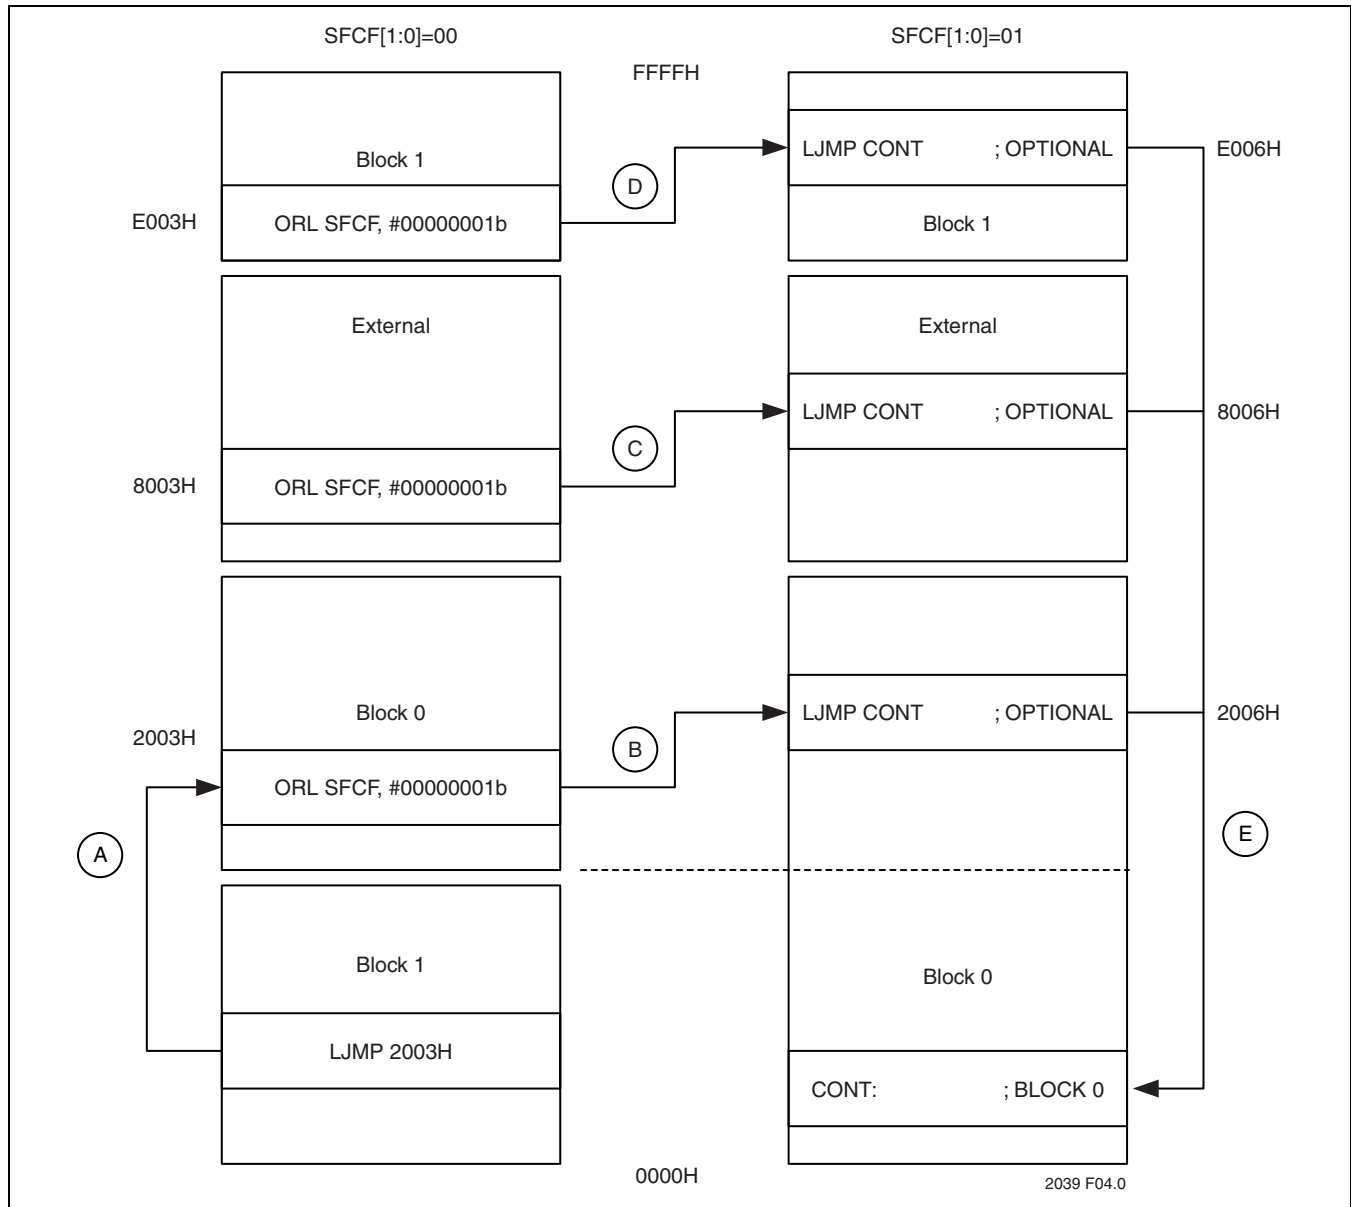 SFCF[1:0]=00
SFCF[1:0]=01
FFFFH
Block 1
E003H
ORL SFCF, #00000001b
D
LJMP CONT ; OPTIONAL
E006H
Block 1
External
8003H
ORL SFCF, #00000001b
C
External
LJMP CONT ; OPTIONAL
8006H
Block 0
2003H
ORL SFCF, #00000001b
B
LJMP CONT ; OPTIONAL
2006H
A
E
Block 1
LJMP 2003H
Block 0
CONT: ; BLOCK 0
0000H
2039 F04.0